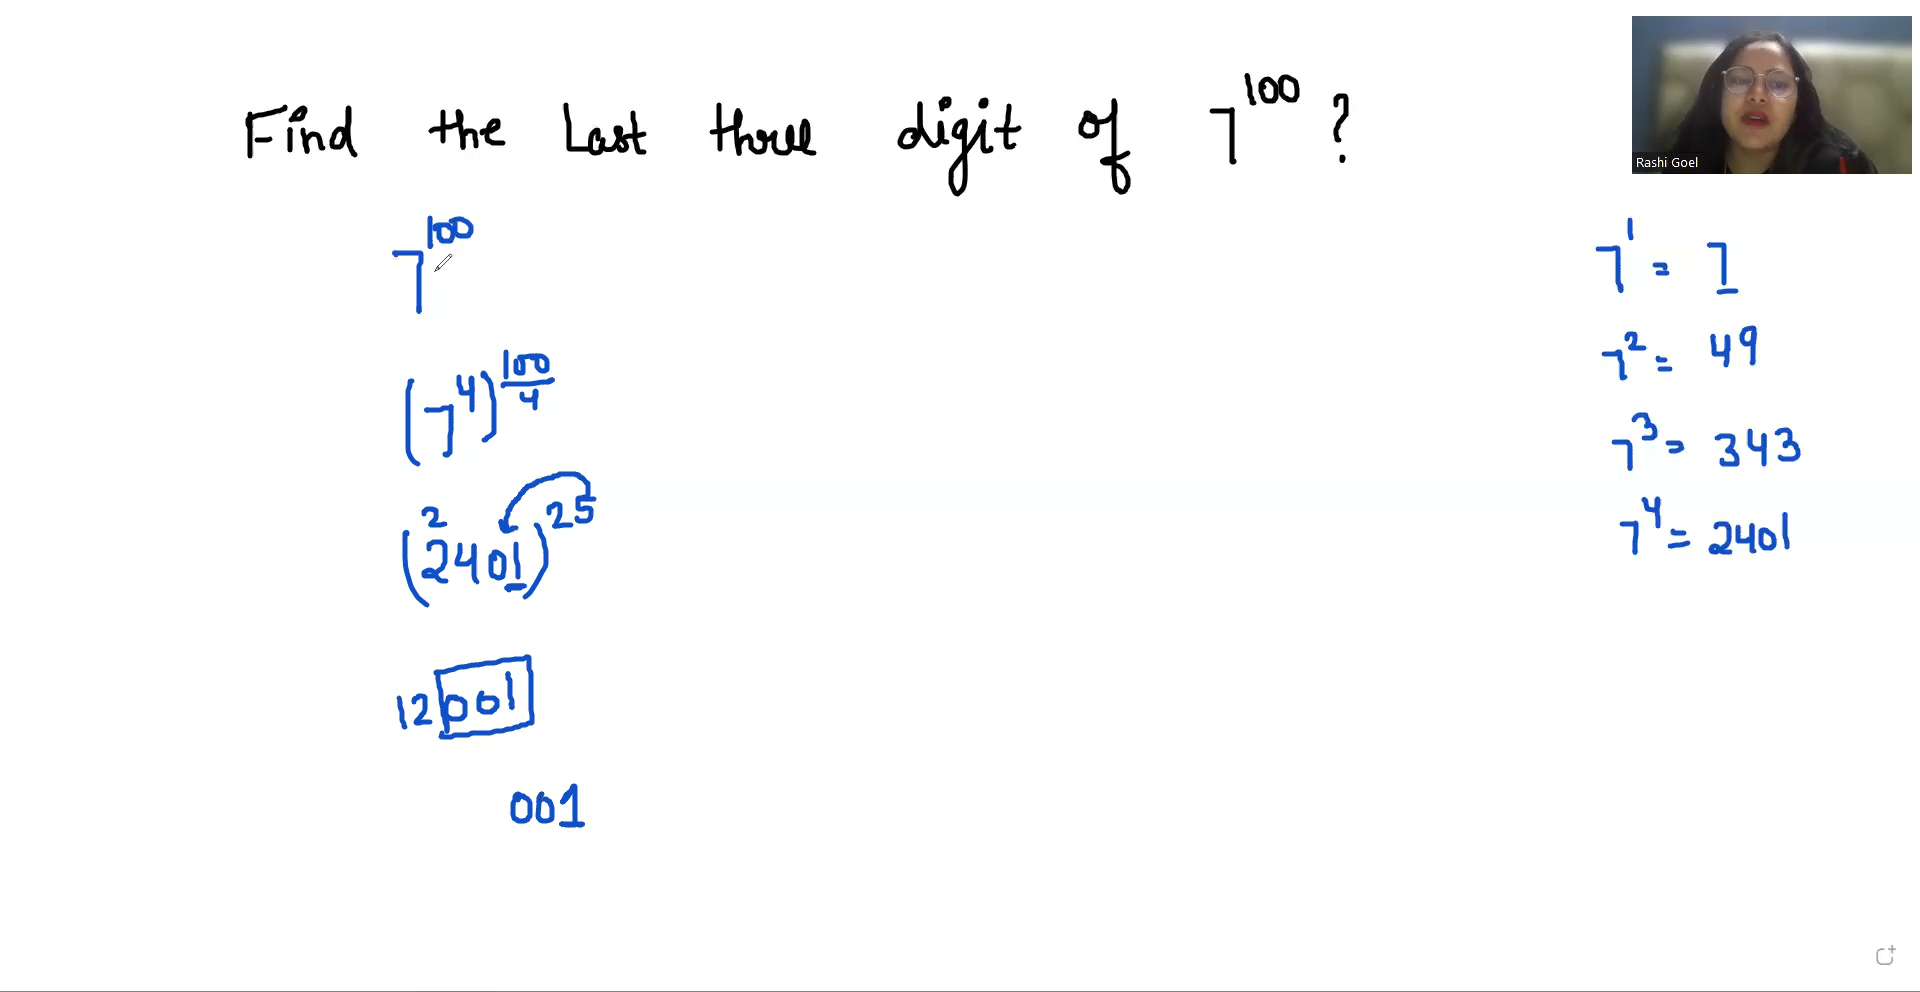 Find the Last three digit of 7^100 ?
Rashi Goel
7^100
(7^4)^100/4
2
(2401)^25
12001
001
7^1 = 7
7^2 = 49
7^3 = 343
7^4 = 2401